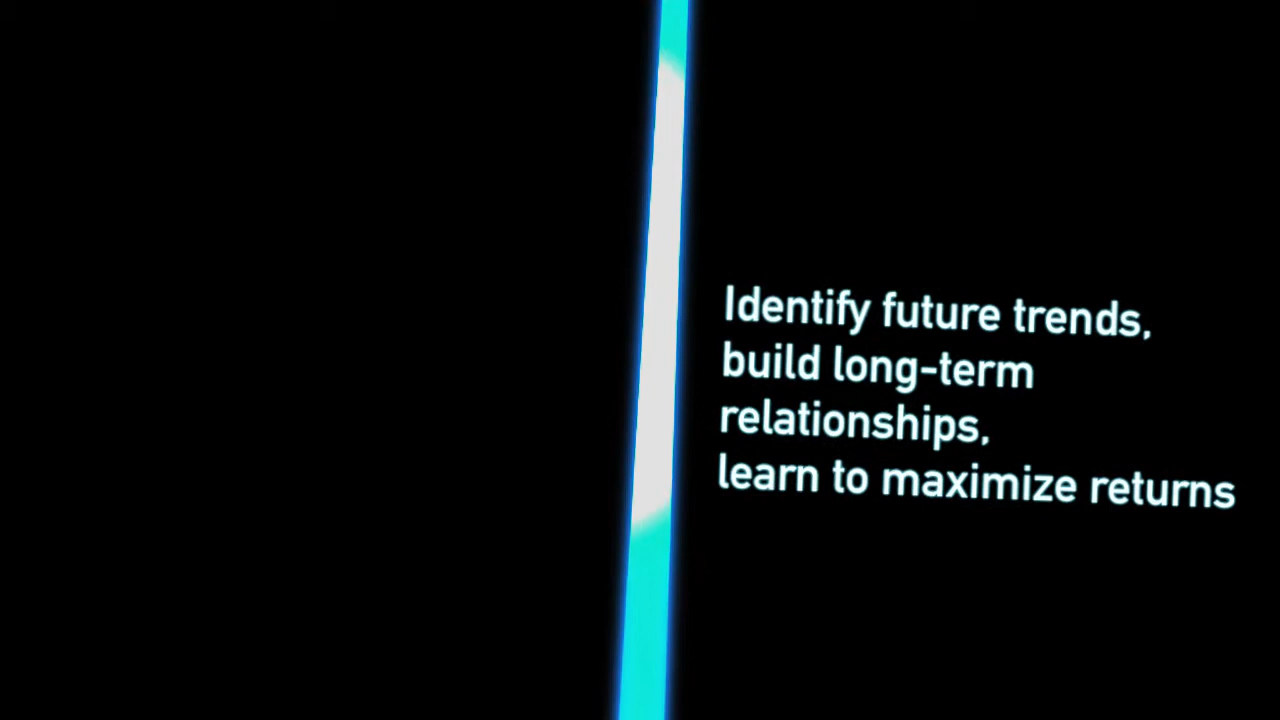 Identify future trends,
build long-term
relationships,
learn to maximize returns